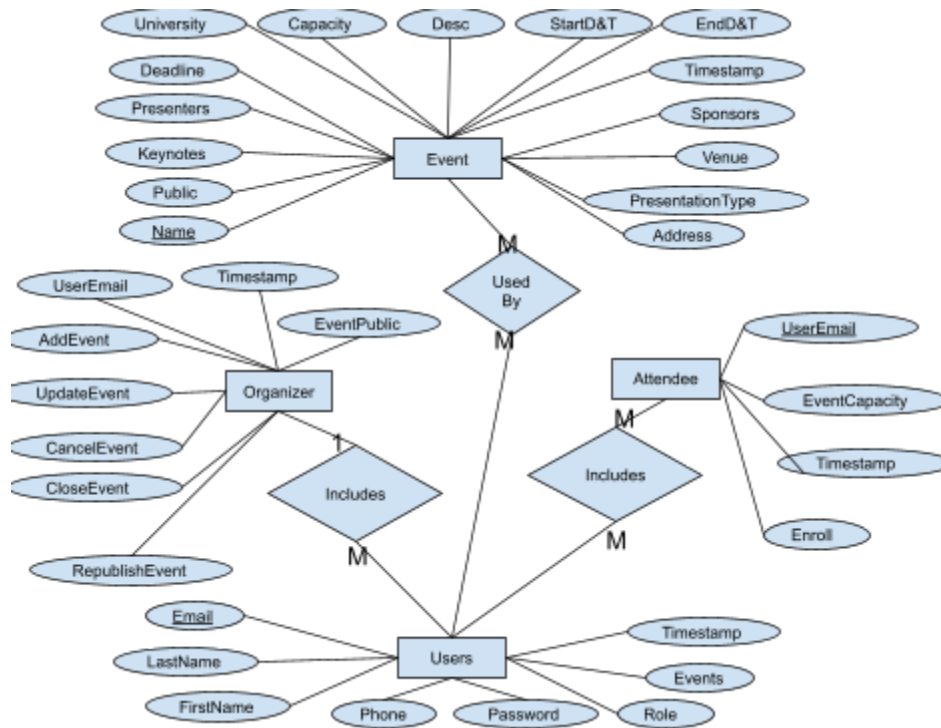 University
Capacity
Desc
StartD&T
EndD&T
Deadline
Timestamp
Presenters
Sponsors
Keynotes
Event
Venue
Public
PresentationType
Name
Address
M
Used
By
M
UserEmail
Timestamp
EventPublic
AddEvent
UpdateEvent
Organizer
CancelEvent
CloseEvent
RepublishEvent
1
Includes
M
Attendee
UserEmail
EventCapacity
Timestamp
Enroll
M
Includes
M
Email
LastName
FirstName
Users
Phone
Password
Timestamp
Events
Role